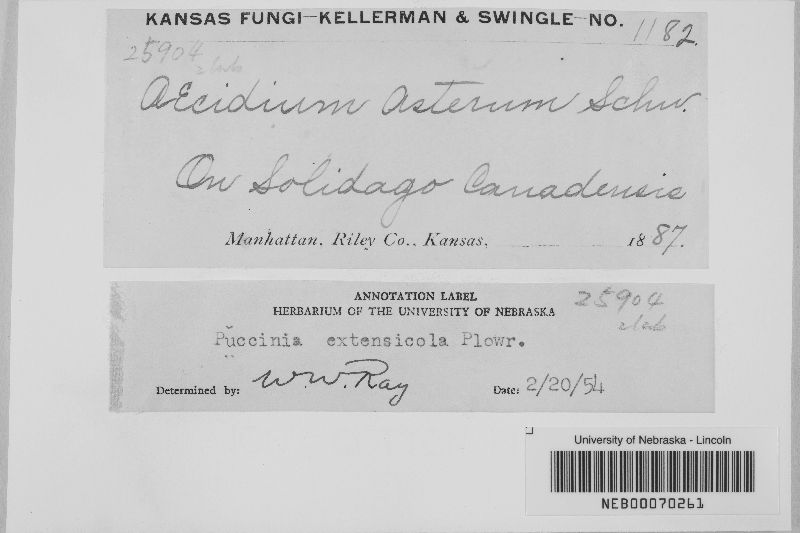 KANSAS FUNGI—KELLERMAN & SWINGLE—NO. 1182.
25904
Æcidium Asterum Schw.
On Solidago Canadensis
Manhattan, Riley Co., Kansas, 1887.
ANNOTATION LABEL
25904
HERBARIUM OF THE UNIVERSITY OF NEBRASKA
Puccinia extensicola Plowr.
Determined by: W.W. Ray Date: 2/20/54
University of Nebraska - Lincoln
NEB00070261